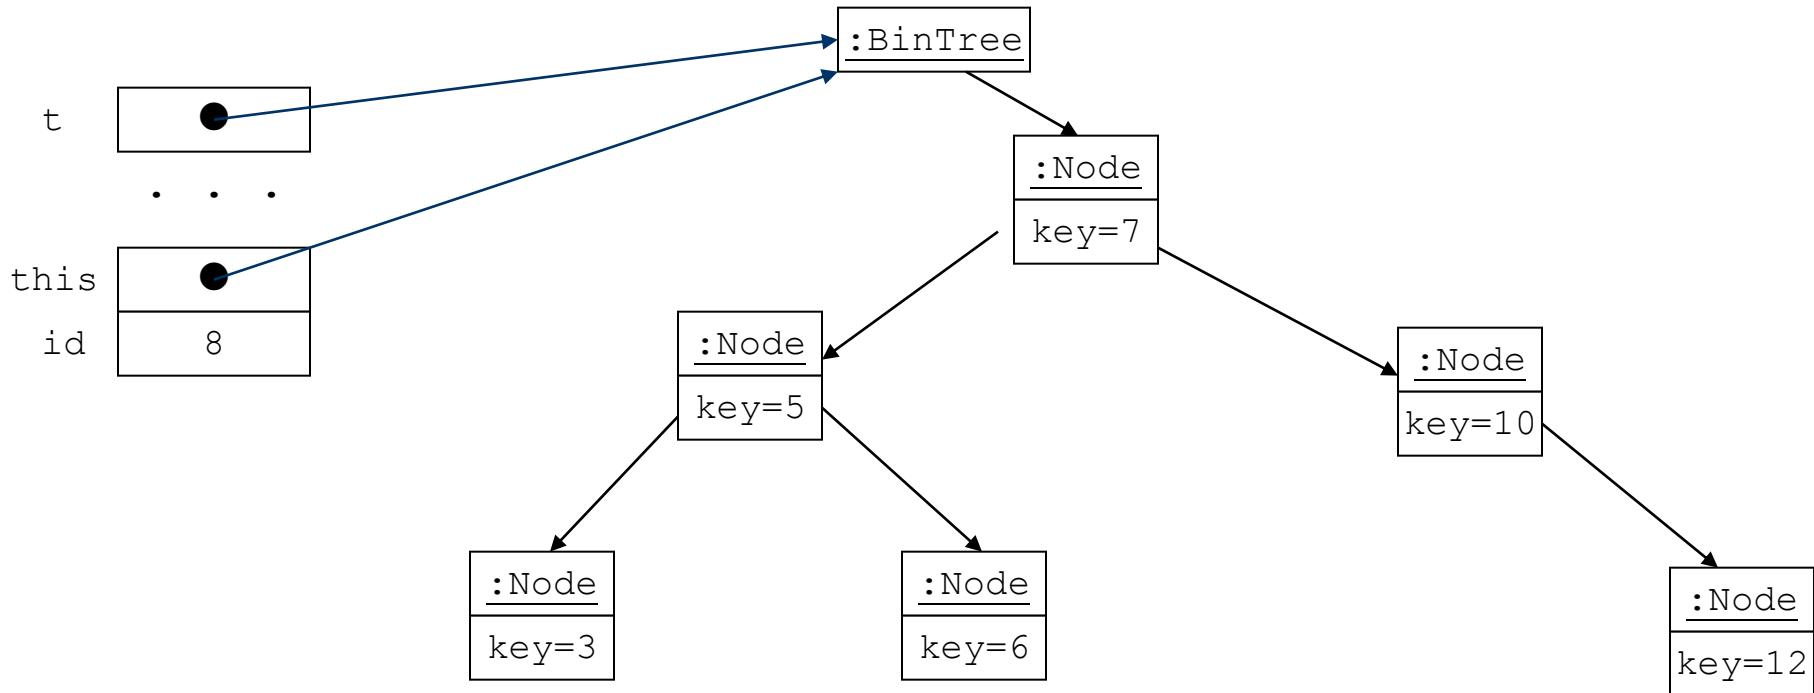 :BinTree
t
. . .
:Node
key=7
this
id
8
:Node
key=5
:Node
key=10
:Node
key=3
:Node
key=6
:Node
key=12